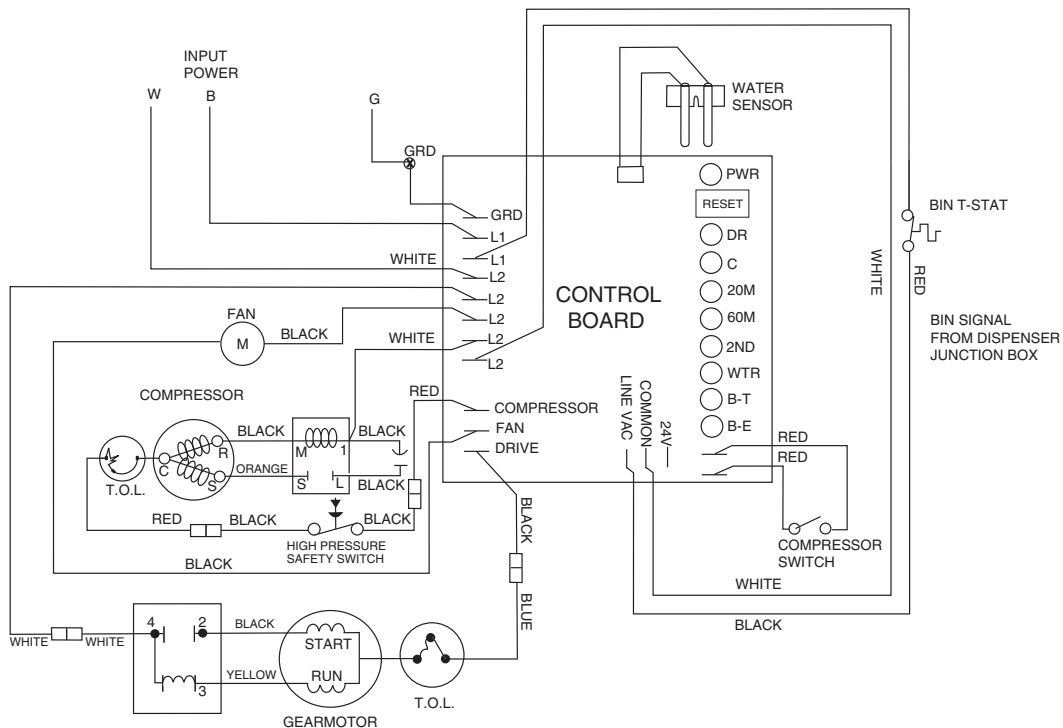 INPUT
POWER
W
B
G
GRD
GRD
L1
L1
WHITE
L2
L2
L2
L2
WHITE
L2
FAN
M
BLACK
CONTROL
BOARD
WATER
SENSOR
PWR
RESET
DR
C
20M
60M
2ND
WTR
B-T
B-E
WHITE
BIN T-STAT
RED
BIN SIGNAL
FROM DISPENSER
JUNCTION BOX
COMPRESSOR
RED
COMPRESSOR
FAN
DRIVE
LINE VAC
COMMON
24V
RED
RED
COMPRESSOR
SWITCH
WHITE
BLACK
T.O.L.
C
R
S
BLACK
ORANGE
M
1
S
L
BLACK
BLACK
RED
BLACK
BLACK
HIGH PRESSURE
SAFETY SWITCH
BLACK
BLACK
BLUE
WHITE
WHITE
4
2
3
BLACK
YELLOW
START
RUN
GEARMOTOR
T.O.L.